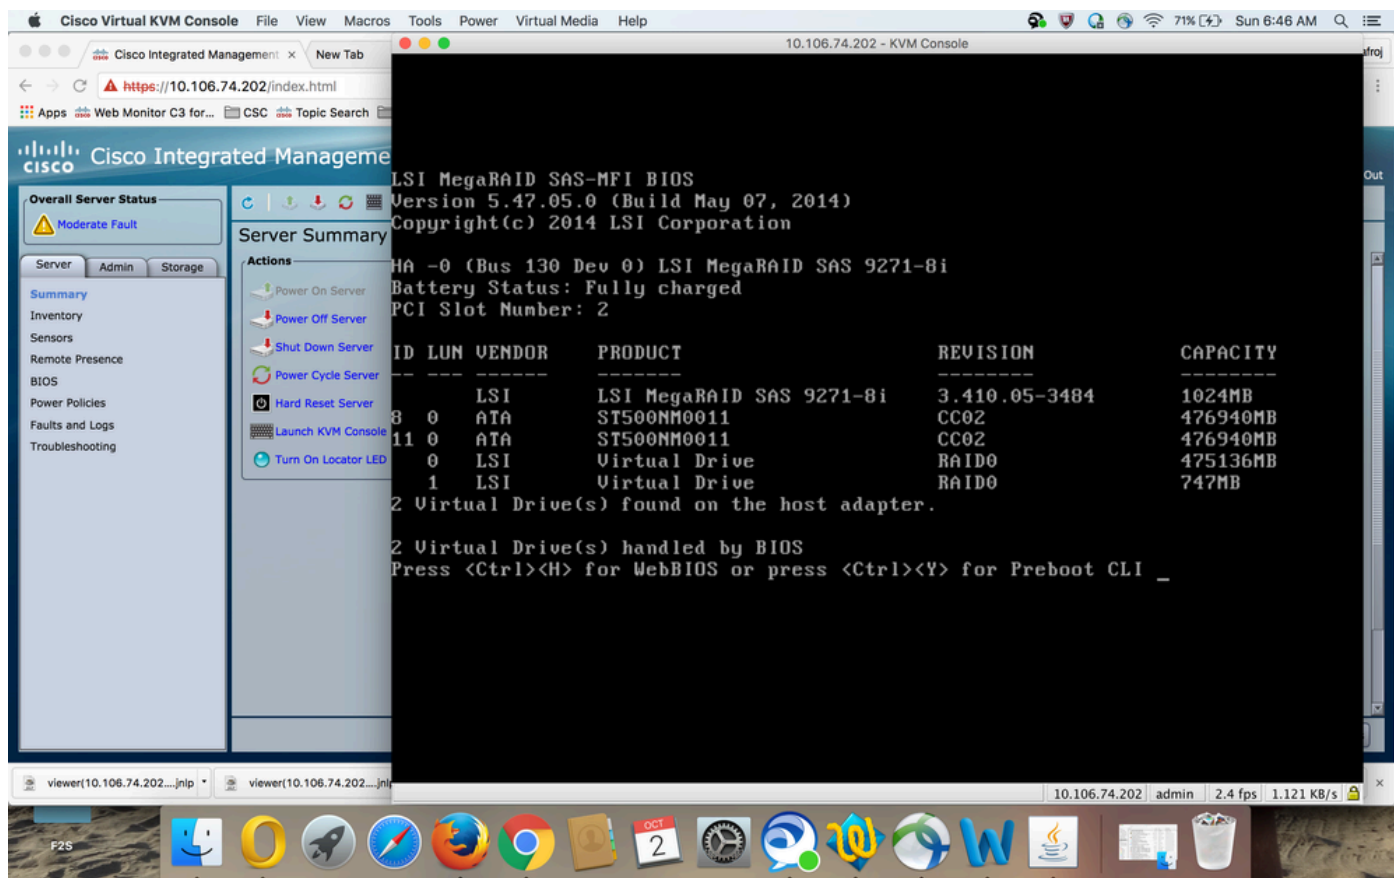 Cisco Virtual KVM Console File View Macros Tools Power Virtual Media Help 71% Sun 6:46 AM
Cisco Integrated Management × New Tab
10.106.74.202 - KVM Console
afroj
https://10.106.74.202/index.html
Apps Web Monitor C3 for... CSC Topic Search
CISCO Cisco Integrated Manageme
Out
Overall Server Status
Moderate Fault
Server Admin Storage
Summary
Inventory
Sensors
Remote Presence
BIOS
Power Policies
Faults and Logs
Troubleshooting
Server Summary
Actions
Power On Server
Power Off Server
Shut Down Server
Power Cycle Server
Hard Reset Server
Launch KVM Console
Turn On Locator LED
LSI MegaRAID SAS-MFI BIOS
Version 5.47.05.0 (Build May 07, 2014)
Copyright(c) 2014 LSI Corporation
HA -0 (Bus 130 Dev 0) LSI MegaRAID SAS 9271-8i
Battery Status: Fully charged
PCI Slot Number: 2
ID LUN VENDOR PRODUCT REVISION CAPACITY
-- --- ------ ------- -------- --------
LSI LSI MegaRAID SAS 9271-8i 3.410.05-3484 1024MB
8 0 ATA ST500NM0011 CC02 476940MB
11 0 ATA ST500NM0011 CC02 476940MB
0 LSI Virtual Drive RAID0 475136MB
1 LSI Virtual Drive RAID0 747MB
2 Virtual Drive(s) found on the host adapter.
2 Virtual Drive(s) handled by BIOS
Press <Ctrl><H> for WebBIOS or press <Ctrl><Y> for Preboot CLI _
viewer(10.106.74.202....jnlp viewer(10.106.74.202....jnl
10.106.74.202 admin 2.4 fps 1.121 KB/s
F2S
OCT
2